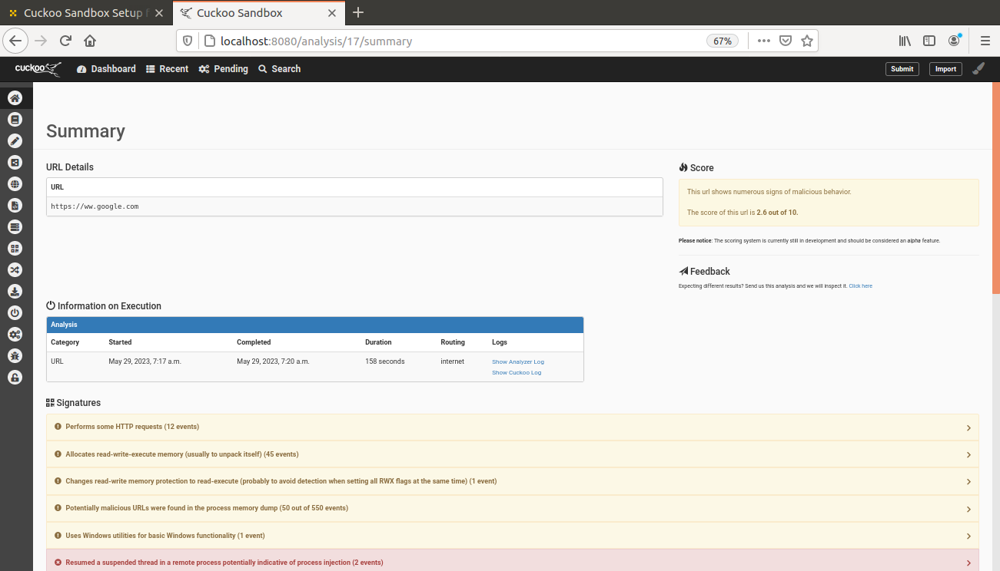 Cuckoo Sandbox Setup f
Cuckoo Sandbox
localhost:8080/analysis/17/summary
67%
cuckoo
Dashboard
Recent
Pending
Search
Submit
Import
Summary
URL Details
URL
https://ww.google.com
Score
This url shows numerous signs of malicious behavior.
The score of this url is 2.6 out of 10.
Please notice: The scoring system is currently still in development and should be considered an alpha feature.
Feedback
Expecting different results? Send us this analysis and we will inspect it. Click here
Information on Execution
Analysis
Category Started Completed Duration Routing Logs
URL May 29, 2023, 7:17 a.m. May 29, 2023, 7:20 a.m. 158 seconds internet Show Analyzer Log
Show Cuckoo Log
Signatures
Performs some HTTP requests (12 events)
Allocates read-write-execute memory (usually to unpack itself) (45 events)
Changes read-write memory protection to read-execute (probably to avoid detection when setting all RWX flags at the same time) (1 event)
Potentially malicious URLs were found in the process memory dump (50 out of 550 events)
Uses Windows utilities for basic Windows functionality (1 event)
Resumed a suspended thread in a remote process potentially indicative of process injection (2 events)